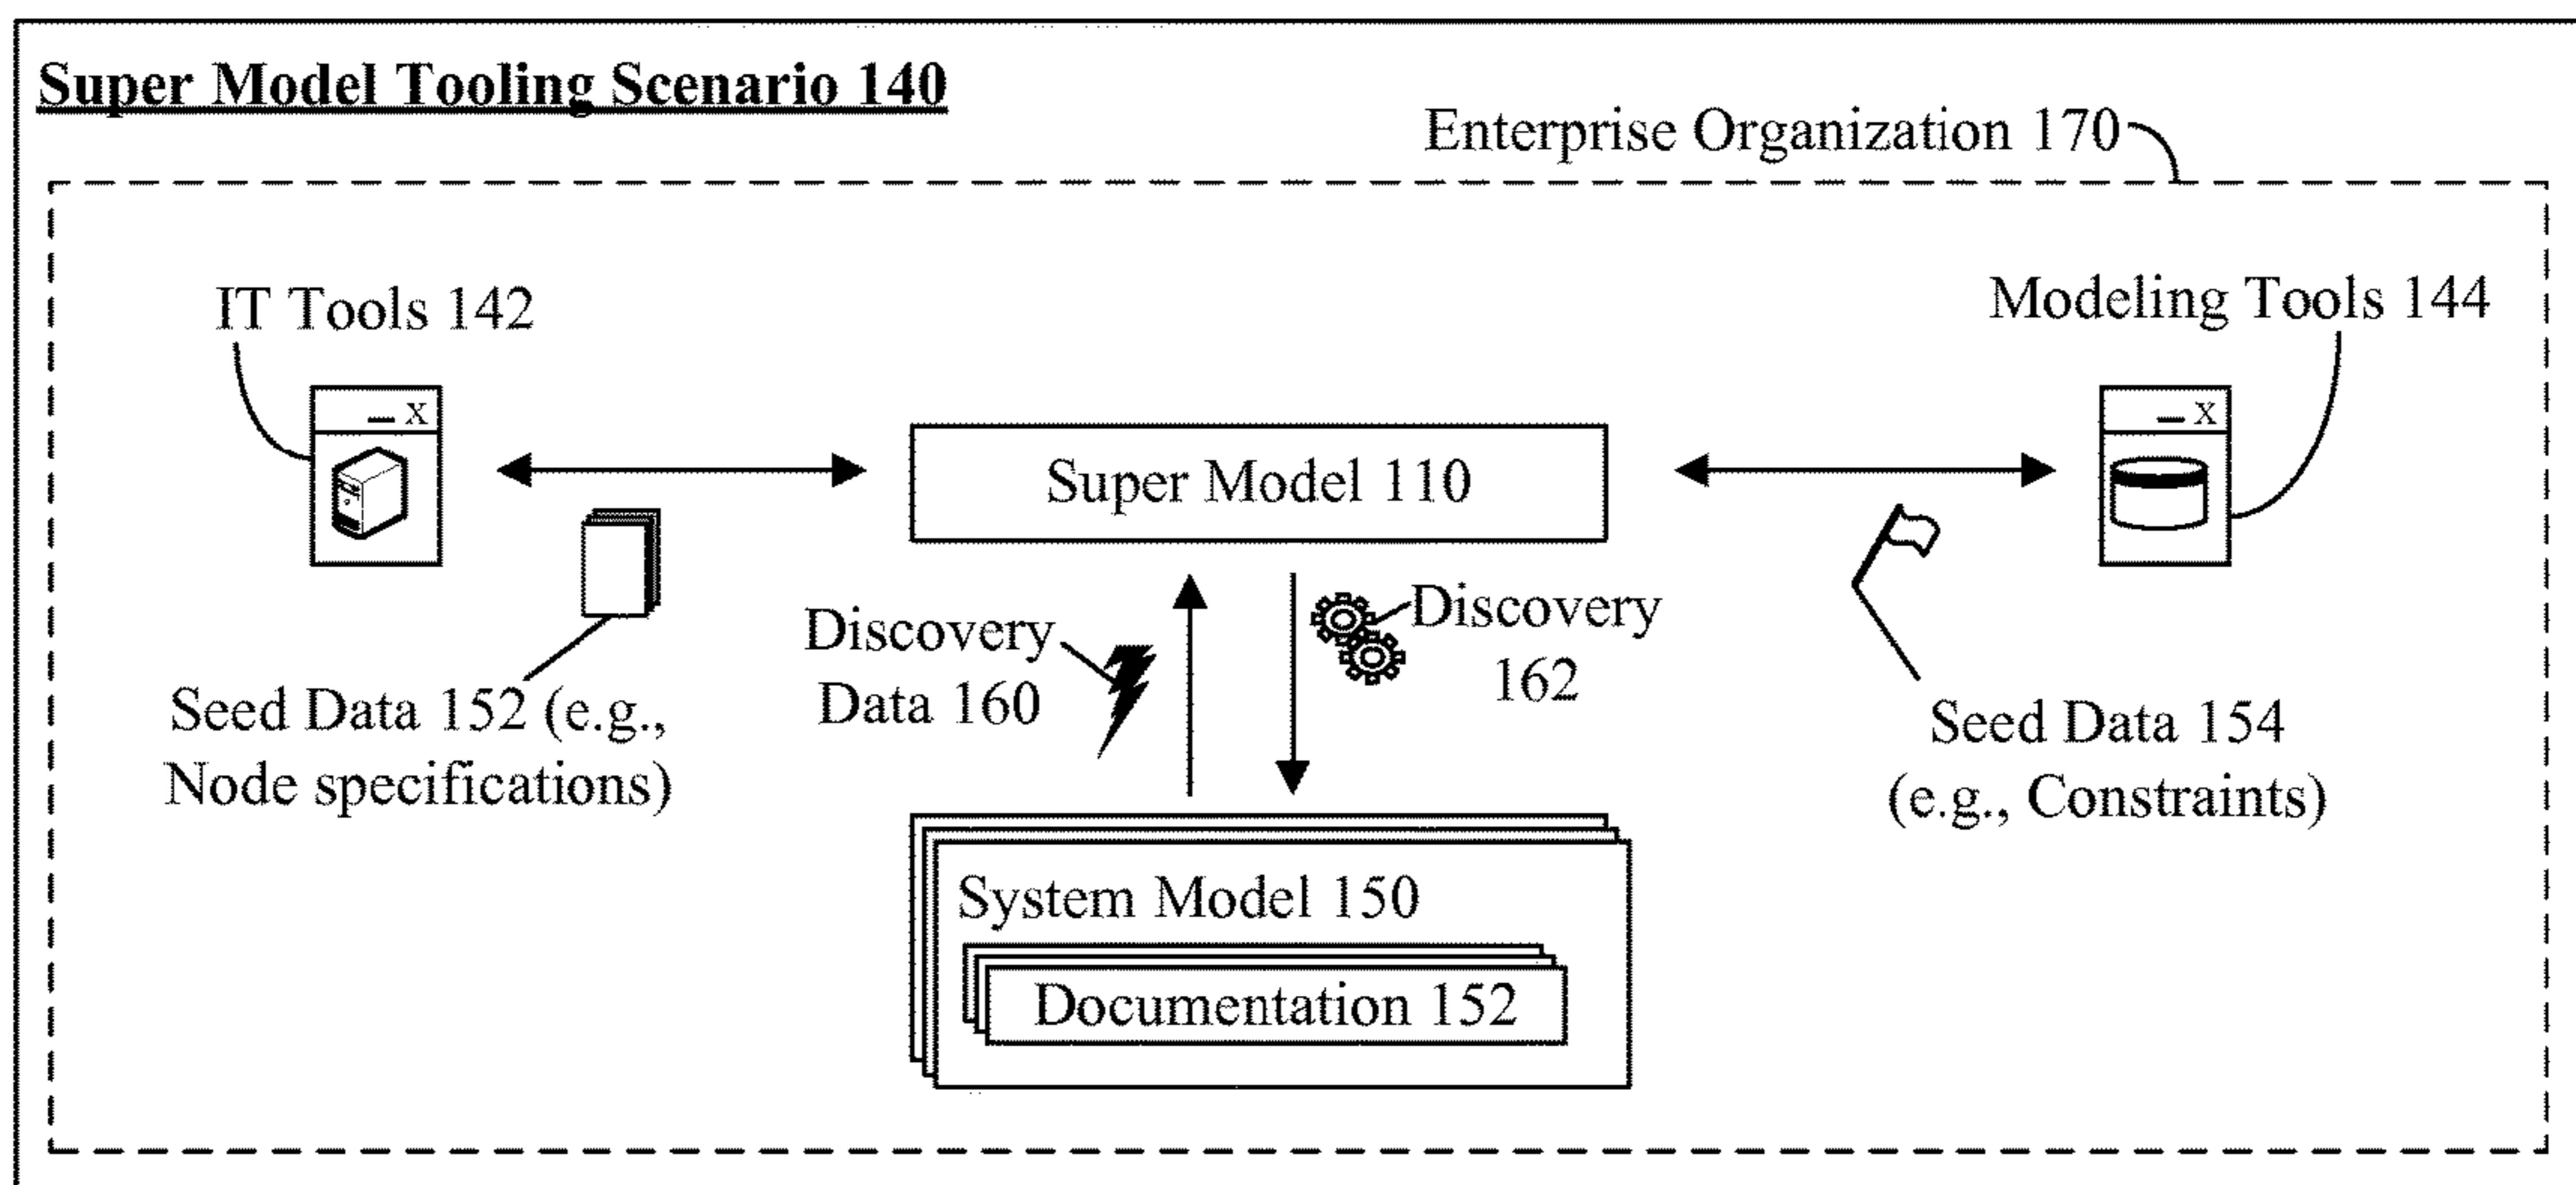 Super Model Tooling Scenario 140
Enterprise Organization 170
IT Tools 142
Modeling Tools 144
_ X
_ X
Super Model 110
Discovery
Data 160
Discovery
162
Seed Data 152 (e.g.,
Node specifications)
Seed Data 154
(e.g., Constraints)
System Model 150
Documentation 152